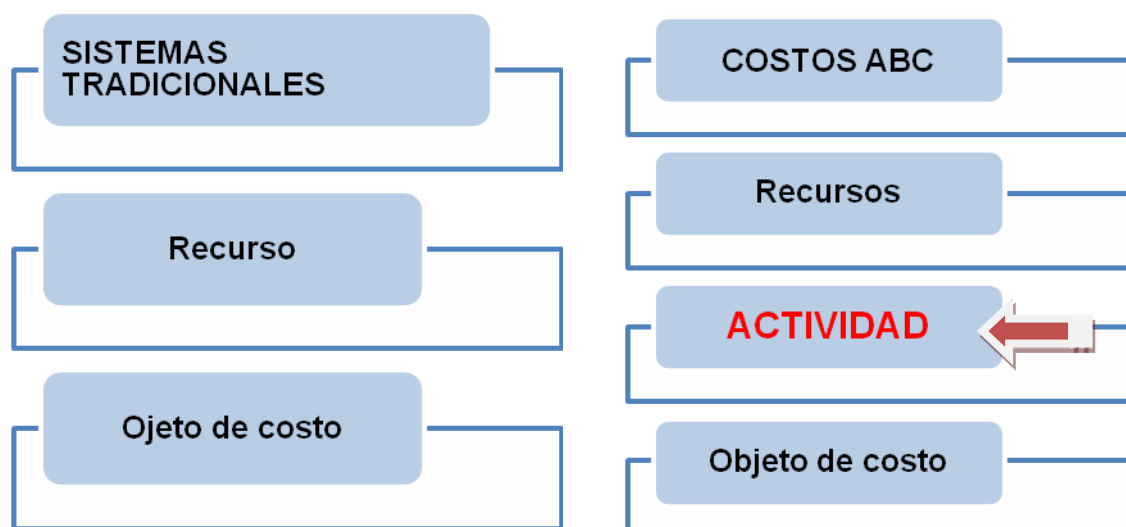 SISTEMAS
TRADICIONALES
Recurso
Ojeto de costo
COSTOS ABC
Recursos
ACTIVIDAD
Objeto de costo